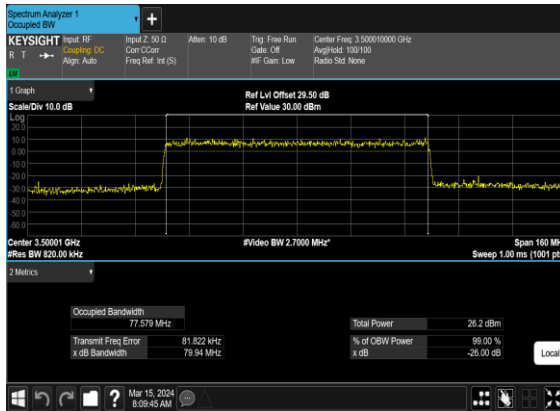 Spectrum Analyzer 1
Occupied BW
+
KEYSIGHT
R T
Input: RF
Coupling: DC
Align: Auto
Input Z: 50 Ω
Corr CCorr
Freq Ref: Int (S)
Atten: 10 dB
Trig: Free Run
Gate: Off
#IF Gain: Low
Center Freq: 3.500010000 GHz
Avg|Hold: 100/100
Radio Std: None
1 Graph
Scale/Div 10.0 dB
Ref Lvl Offset 29.50 dB
Ref Value 30.00 dBm
Log
20.0
10.0
0.00
-10.0
-20.0
-30.0
-40.0
-50.0
-60.0
Center 3.50001 GHz
#Res BW 820.00 kHz
#Video BW 2.7000 MHz*
Span 160 MH
Sweep 1.00 ms (1001 pt
2 Metrics
Occupied Bandwidth
77.579 MHz
Transmit Freq Error 81.822 kHz
x dB Bandwidth 79.94 MHz
Total Power 26.2 dBm
% of OBW Power 99.00 %
x dB -26.00 dB
Local
?
Mar 15, 2024
8:09:45 AM